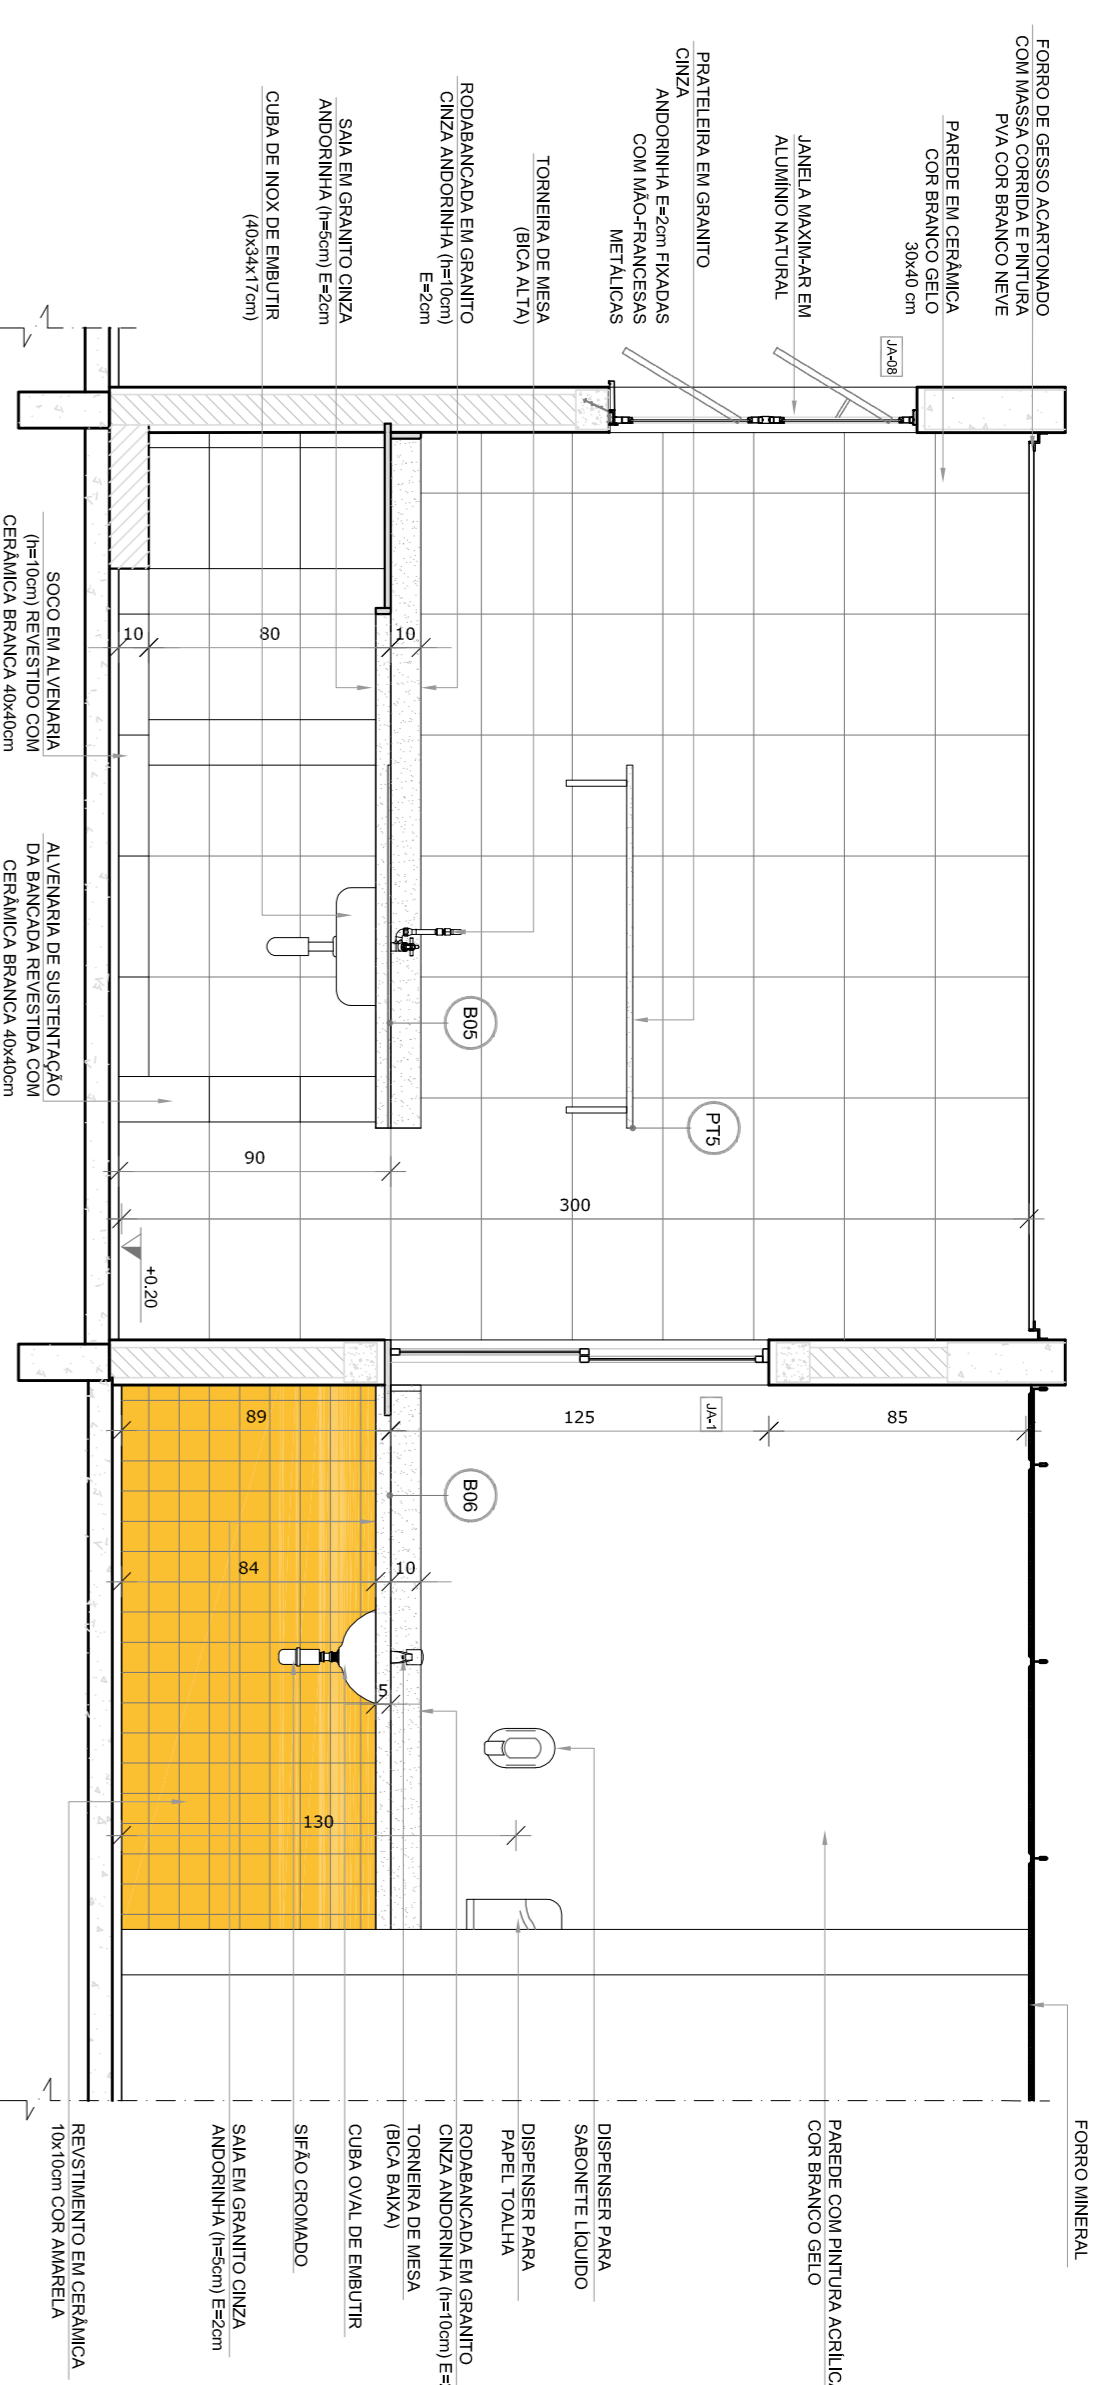 FORRO DE GESSO ACARTONADO
COM MASSA CORRIDA E PINTURA
PVA COR BRANCO NEVE
PAREDE EM CERÂMICA
COR BRANCO GELO
30x40 cm
JANELA MAXIM-AR EM
ALUMÍNIO NATURAL
PRATELEIRA EM GRANITO
CINZA
ANDORINHA E=2cm FIXADAS
COM MÃO-FRANCESAS
METÁLICAS
TORNEIRA DE MESA
(BICA ALTA)
RODABANCADA EM GRANITO
CINZA ANDORINHA (h=10cm)
E=2cm
SAIA EM GRANITO CINZA
ANDORINHA (h=5cm) E=2cm
CUBA DE INOX DE EMBUTIR
(40x34x17cm)
JA-08
SOCO EM ALVENARIA
(h=10cm) REVESTIDO COM
CERÂMICA BRANCA 40x40cm
ALVENARIA DE SUSTENTAÇÃO
DA BANCADA REVESTIDA COM
CERÂMICA BRANCA 40x40cm
10
80
10
B05
PT5
90
300
+0.20
89
125
85
JA-1
B06
84
10
5
130
FORRO MINERAL
PAREDE COM PINTURA ACRÍLICA
COR BRANCO GELO
DISPENSER PARA
SABONETE LÍQUIDO
DISPENSER PARA
PAPEL TOALHA
RODABANCADA EM GRANITO
CINZA ANDORINHA (h=10cm)
TORNEIRA DE MESA
(BICA BAIXA)
CUBA OVAL DE EMBUTIR
SIFÃO CROMADO
SAIA EM GRANITO CINZA
ANDORINHA (h=5cm) E=2cm
REVSTIMENTO EM CERÂMICA
10x10cm COR AMARELA